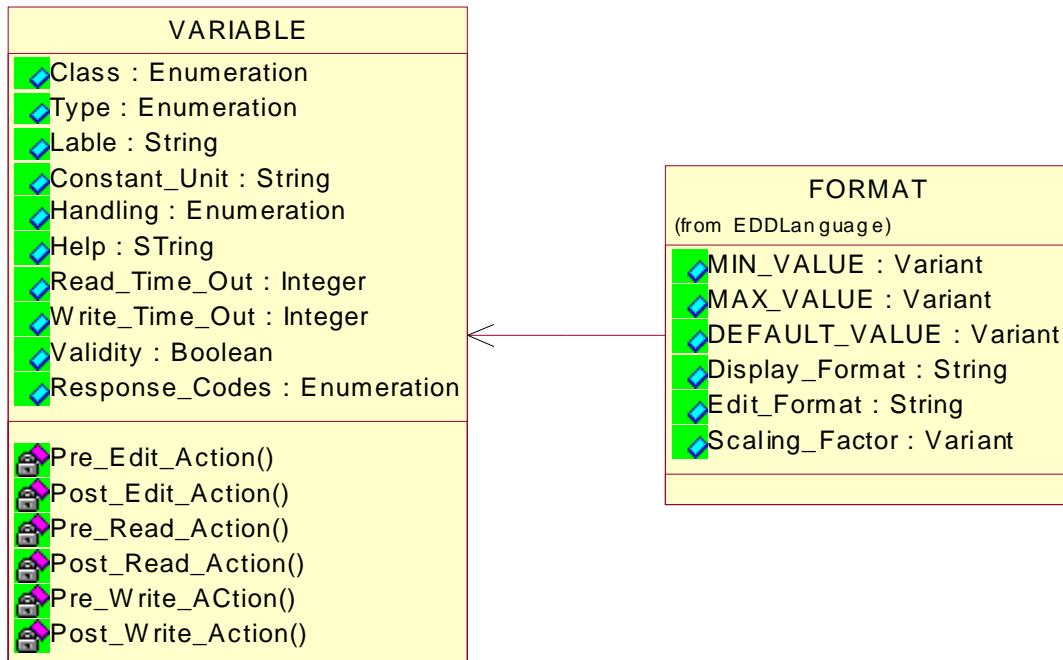 VARIABLE
Class : Enumeration
Type : Enumeration
Lable : String
Constant_Unit : String
Handling : Enumeration
Help : STring
Read_Time_Out : Integer
Write_Time_Out : Integer
Validity : Boolean
Response_Codes : Enumeration
Pre_Edit_Action()
Post_Edit_Action()
Pre_Read_Action()
Post_Read_Action()
Pre_Write_ACtion()
Post_Write_Action()
FORMAT
(from EDDLanguage)
MIN_VALUE : Variant
MAX_VALUE : Variant
DEFAULT_VALUE : Variant
Display_Format : String
Edit_Format : String
Scaling_Factor : Variant